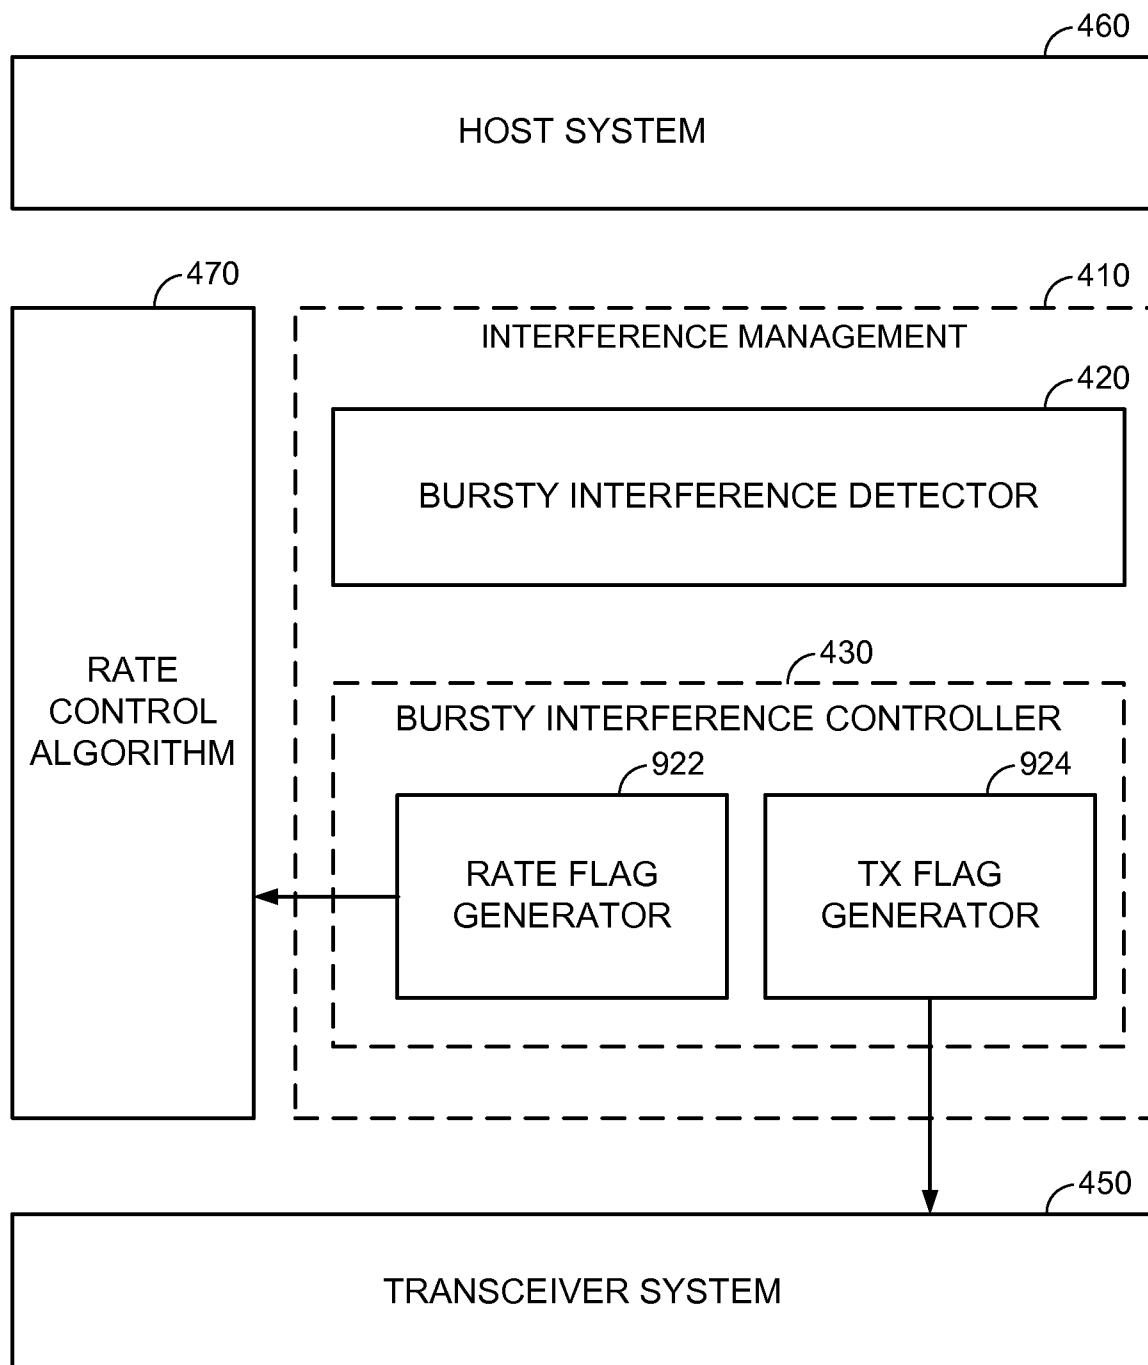 460
HOST SYSTEM
470
410
INTERFERENCE MANAGEMENT
420
BURSTY INTERFERENCE DETECTOR
RATE
CONTROL
ALGORITHM
430
BURSTY INTERFERENCE CONTROLLER
922
924
RATE FLAG
GENERATOR
TX FLAG
GENERATOR
450
TRANSCEIVER SYSTEM